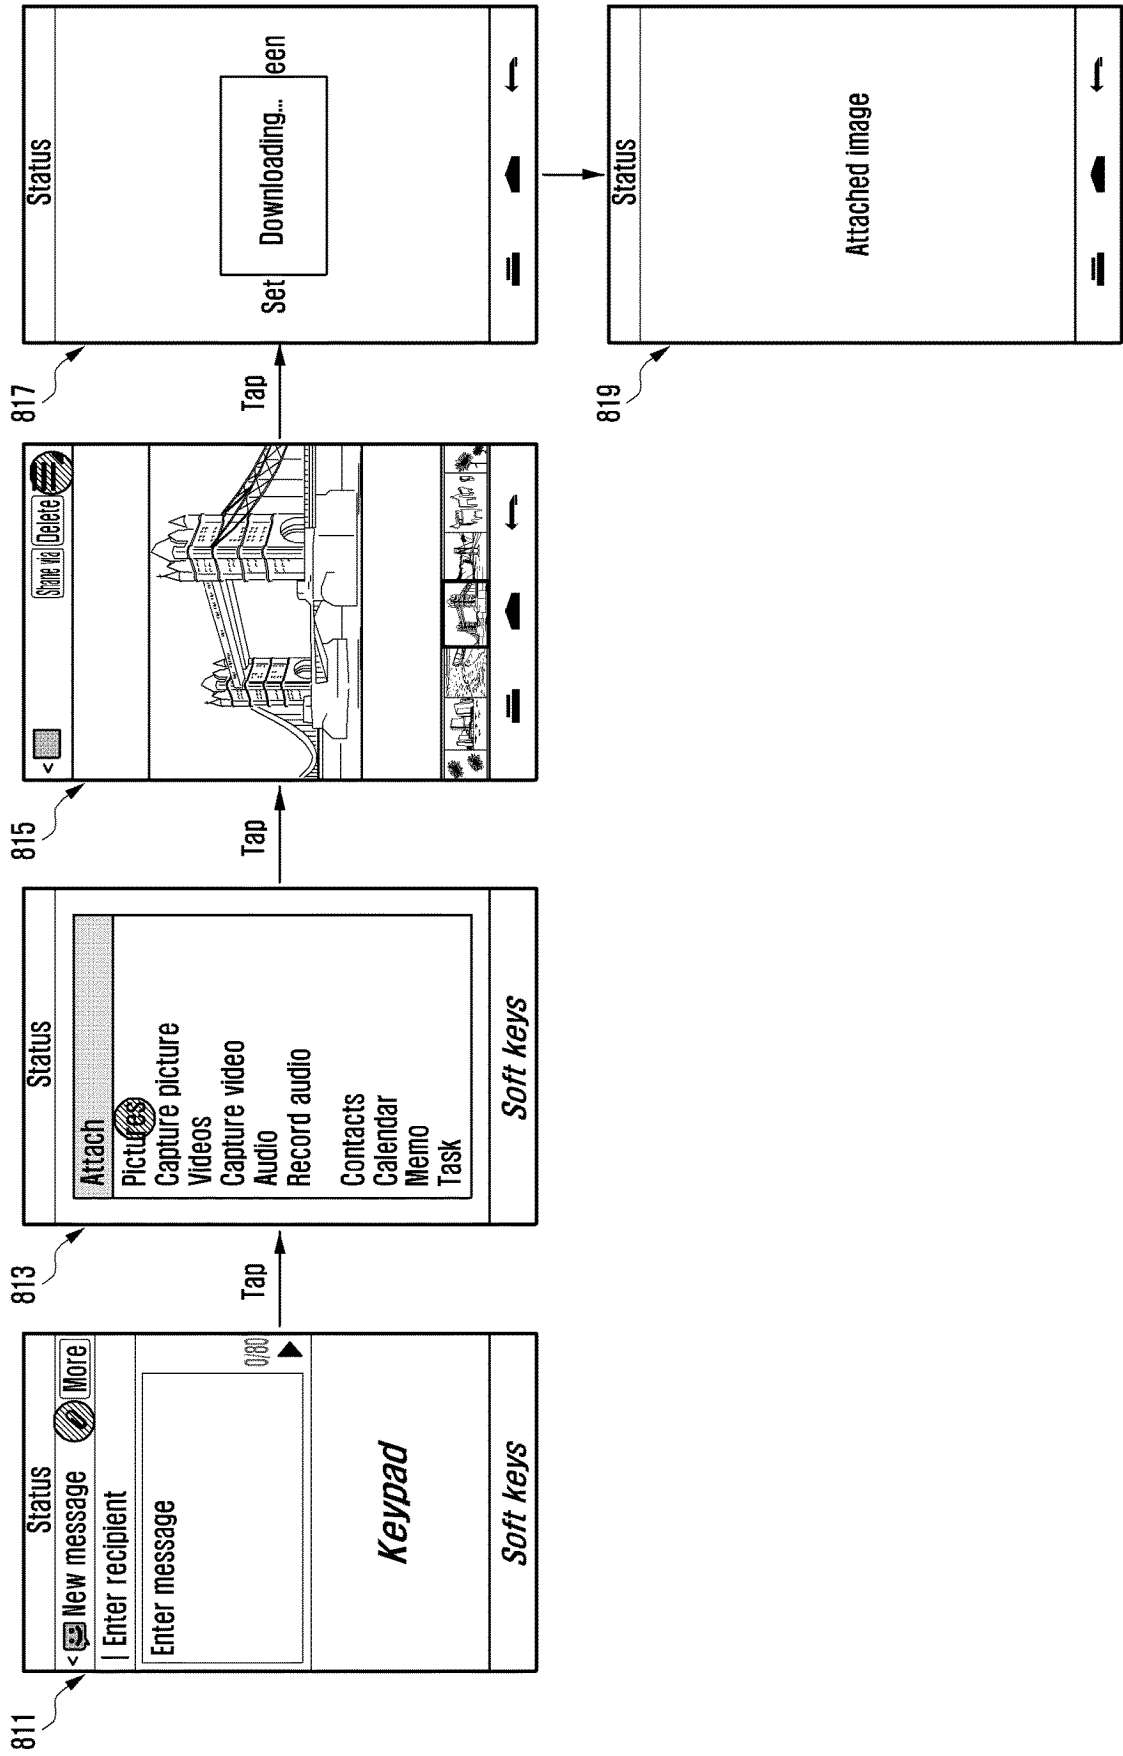 811
Status
< New message More
Enter recipient
Enter message
0/80
Keypad
Soft keys
Tap
813
Status
Attach
Pictures
Capture picture
Videos
Capture video
Audio
Record audio
Contacts
Calendar
Memo
Task
Soft keys
Tap
815
< Shane via Delete
Tap
817
Status
Set Downloading... een
819
Status
Attached image